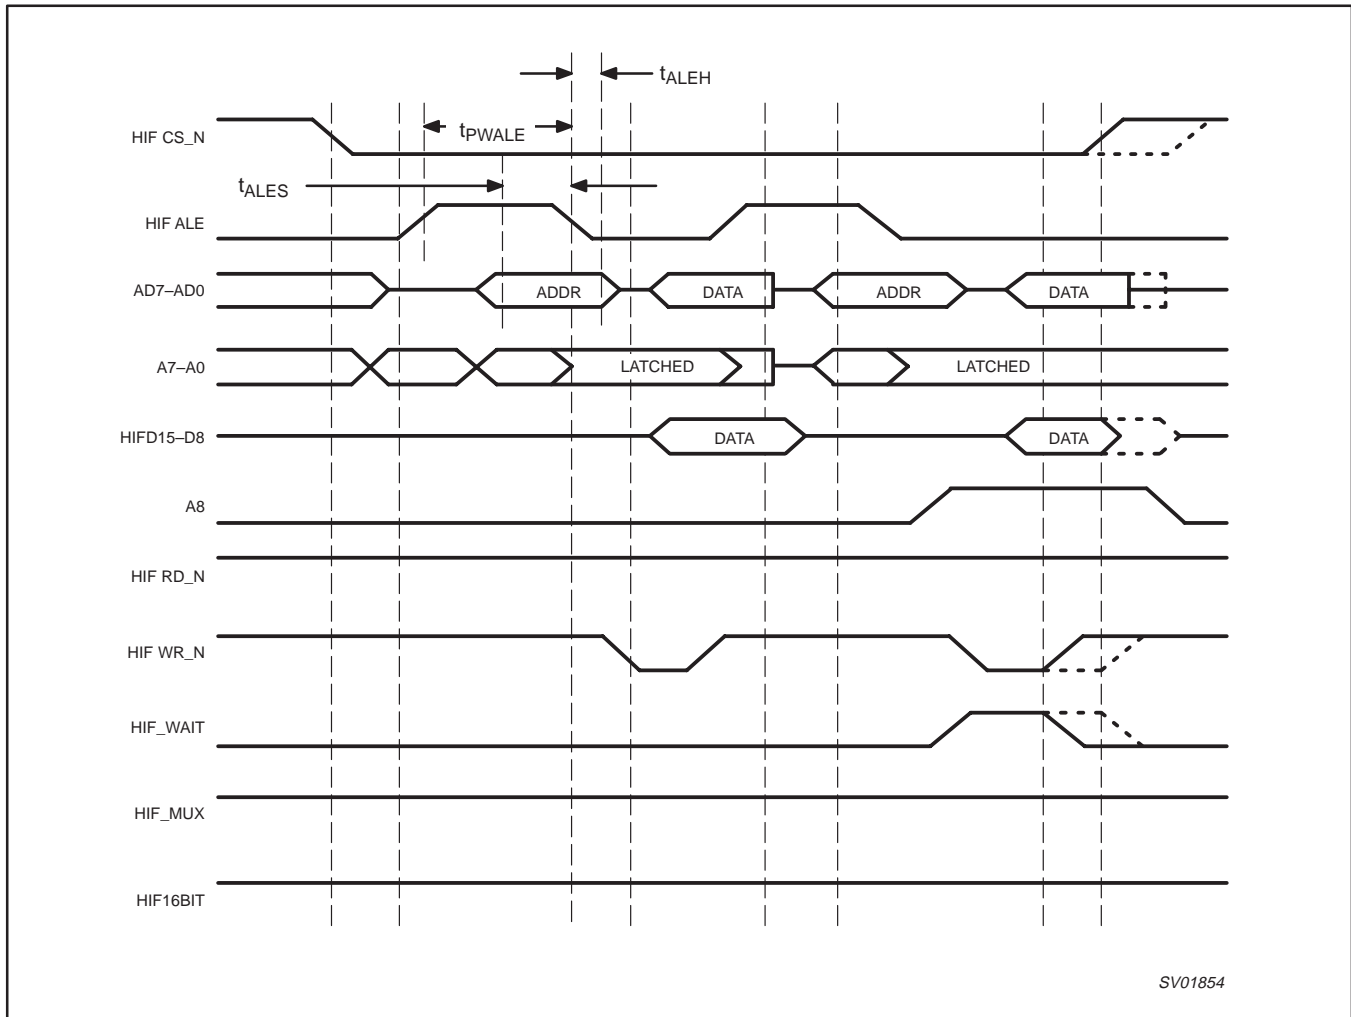 tALEH
HIF CS_N
tPWALE
tALES
HIF ALE
AD7–AD0
ADDR
DATA
ADDR
DATA
A7–A0
LATCHED
LATCHED
HIFD15–D8
DATA
DATA
A8
HIF RD_N
HIF WR_N
HIF_WAIT
HIF_MUX
HIF16BIT
SV01854